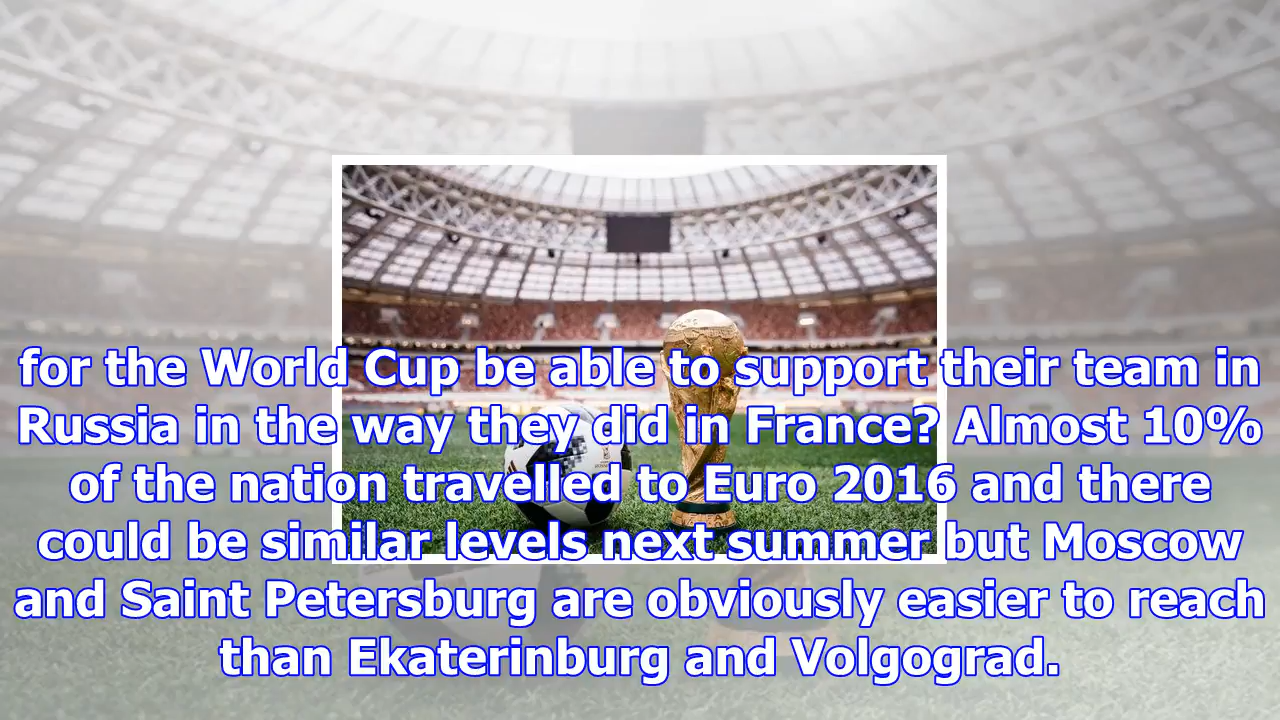 for the World Cup be able to support their team in
Russia in the way they did in France? Almost 10%
of the nation travelled to Euro 2016 and there
could be similar levels next summer but Moscow
and Saint Petersburg are obviously easier to reach
than Ekaterinburg and Volgograd.